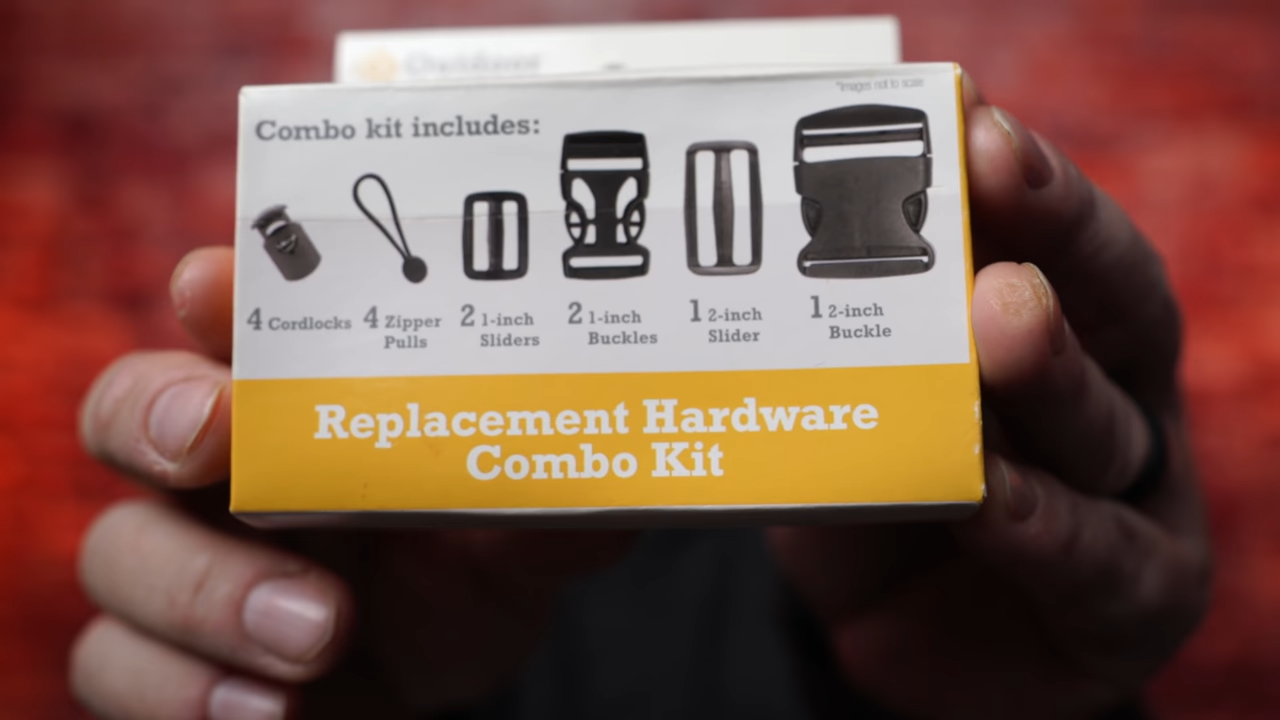 *Images not to scale
Combo kit includes:
4 Cordlocks
4 Zipper
Pulls
2 1-inch
Sliders
2 1-inch
Buckles
1 2-inch
Slider
1 2-inch
Buckle
Replacement Hardware
Combo Kit